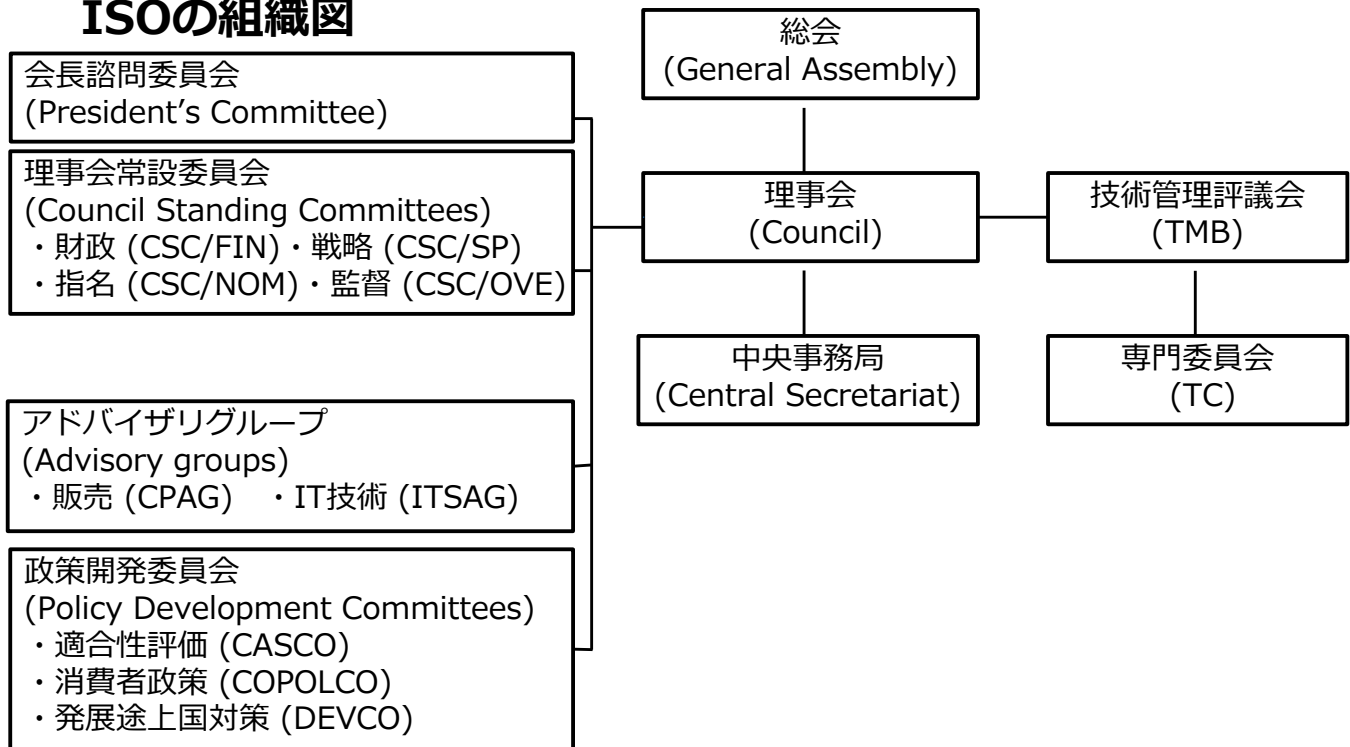 ISOの組織図
会長諮問委員会
(President’s Committee)
理事会常設委員会
(Council Standing Committees)
・財政 (CSC/FIN)・戦略 (CSC/SP)
・指名 (CSC/NOM)・監督 (CSC/OVE)
アドバイザリグループ
(Advisory groups)
・販売 (CPAG)　・IT技術 (ITSAG)
政策開発委員会
(Policy Development Committees)
・適合性評価 (CASCO)
・消費者政策 (COPOLCO)
・発展途上国対策 (DEVCO)
総会
(General Assembly)
理事会
(Council)
中央事務局
(Central Secretariat)
技術管理評議会
(TMB)
専門委員会
(TC)